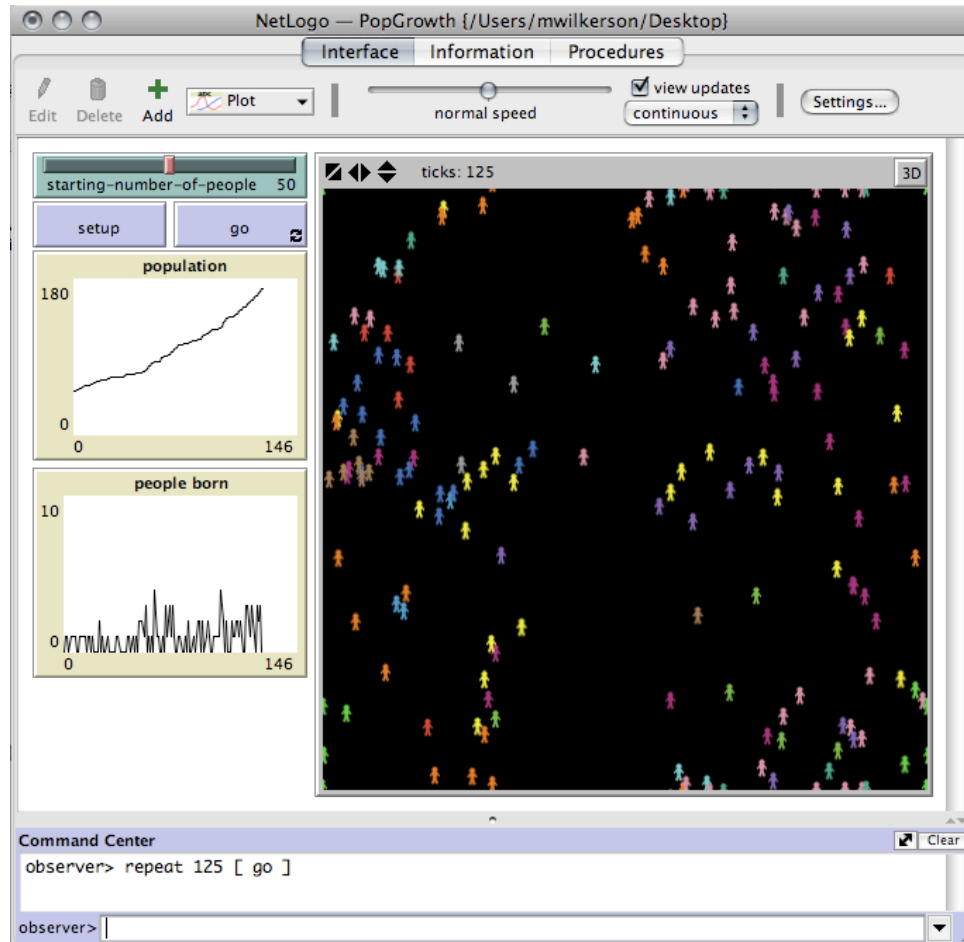 NetLogo — PopGrowth {/Users/mwilkerson/Desktop}
Interface Information Procedures
Edit Delete Add
abc Plot
normal speed
view updates
continuous
Settings...
starting-number-of-people 50
setup go
population
180
0
0 146
people born
10
0
0 146
ticks: 125
3D
Command Center
Clear
observer> repeat 125 [ go ]
observer>